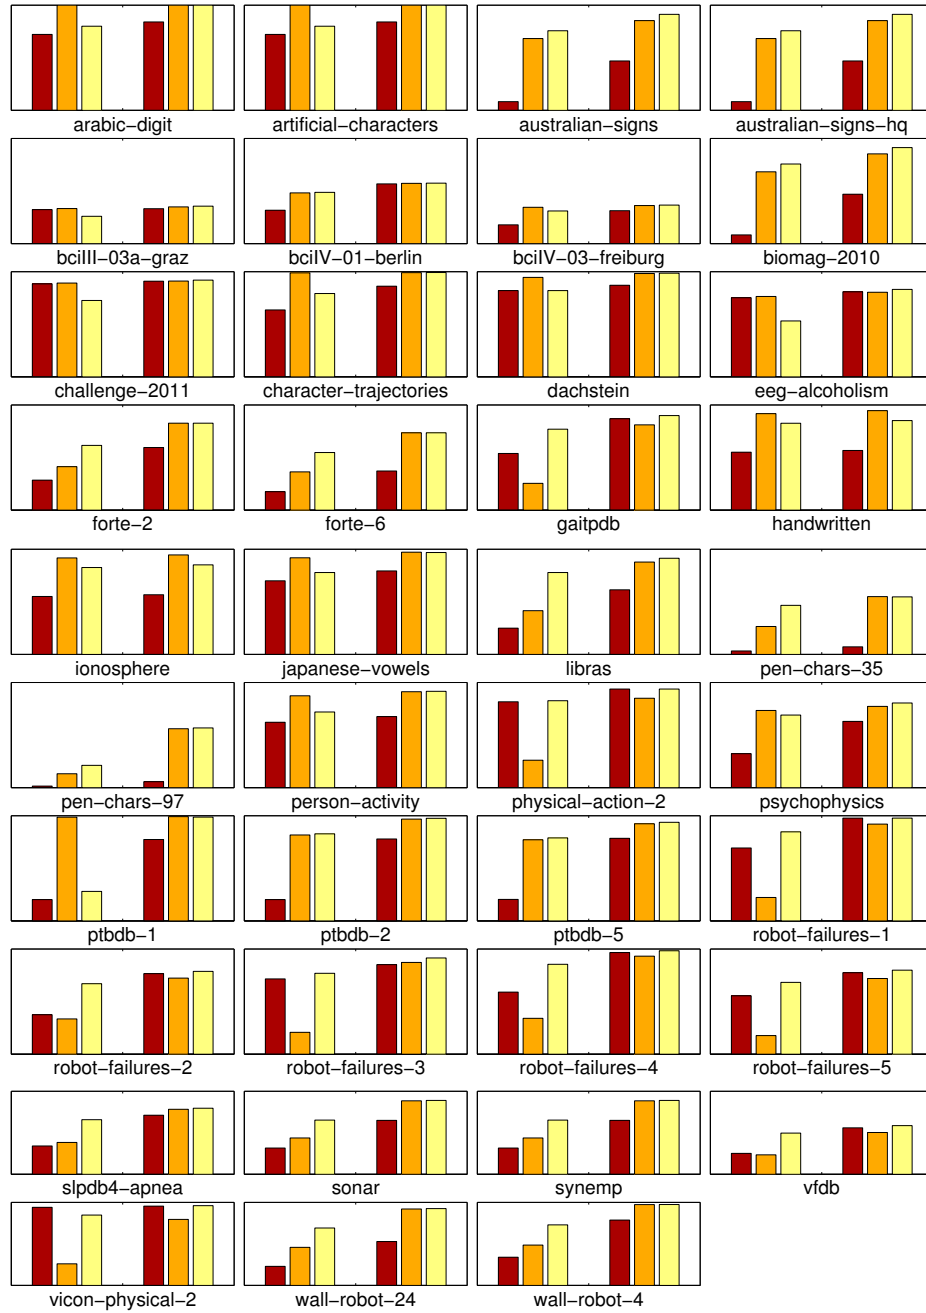 arabic−digit artificial−characters australian−signs australian−signs−hq
bciIII−03a−graz bciIV−01−berlin bciIV−03−freiburg biomag−2010
challenge−2011 character−trajectories dachstein eeg−alcoholism
forte−2 forte−6 gaitpdb handwritten
ionosphere japanese−vowels libras pen−chars−35
pen−chars−97 person−activity physical−action−2 psychophysics
ptbdb−1 ptbdb−2 ptbdb−5 robot−failures−1
robot−failures−2 robot−failures−3 robot−failures−4 robot−failures−5
slpdb4−apnea sonar synemp vfdb
vicon−physical−2 wall−robot−24 wall−robot−4